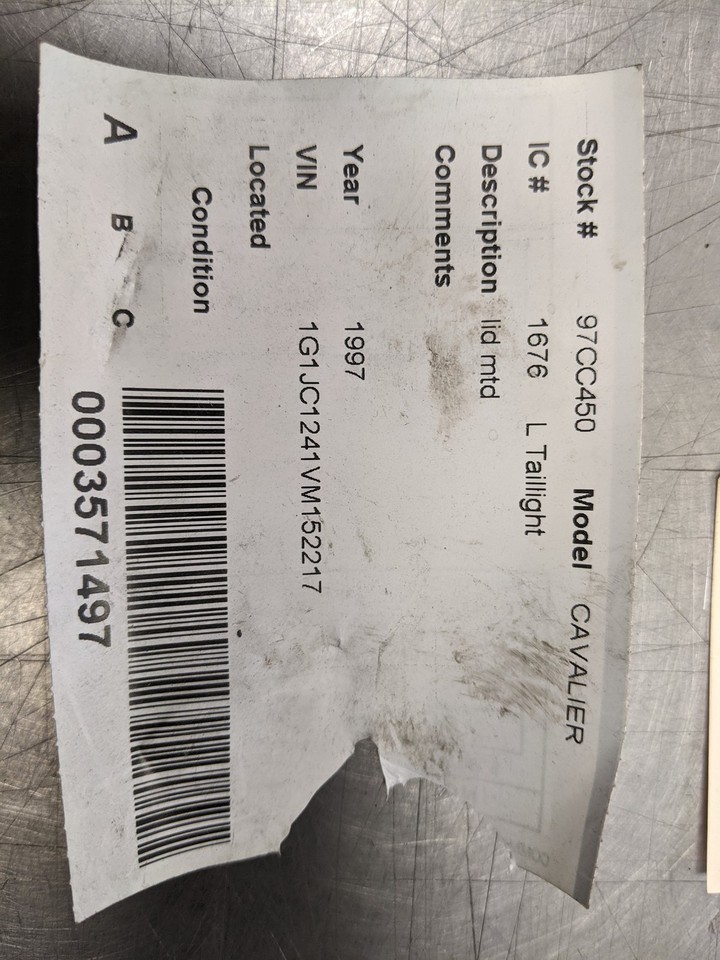 Stock # 97CC450 Model CAVALIER
IC # 1676 L Taillight
Description lid mtd
Comments
Year 1997
VIN 1G1JC1241VM152217
Located
Condition
A B C
0003571497